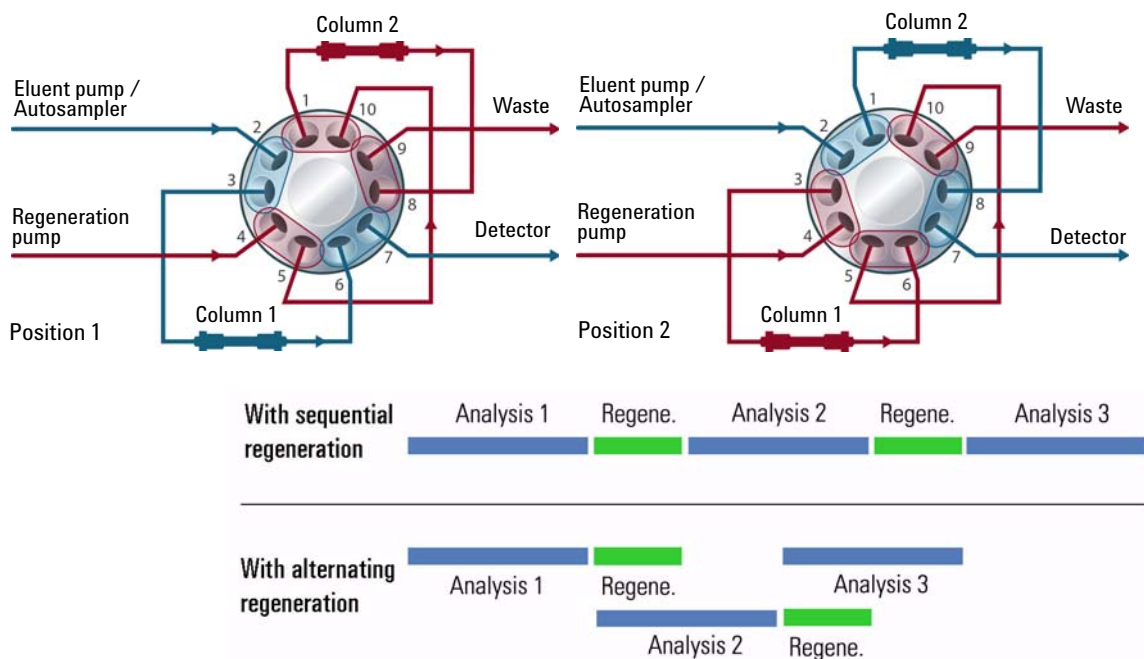 Column 2
Eluent pump /
Autosampler
Waste
1
10
2
9
3
8
4
7
5
6
Regeneration
pump
Detector
Column 1
Position 1
Column 2
Eluent pump /
Autosampler
Waste
1
10
2
9
3
8
4
7
5
6
Regeneration
pump
Detector
Column 1
Position 2
With sequential
regeneration
Analysis 1 Regene. Analysis 2 Regene. Analysis 3
With alternating
regeneration
Analysis 1 Regene. Analysis 3
Analysis 2 Regene.